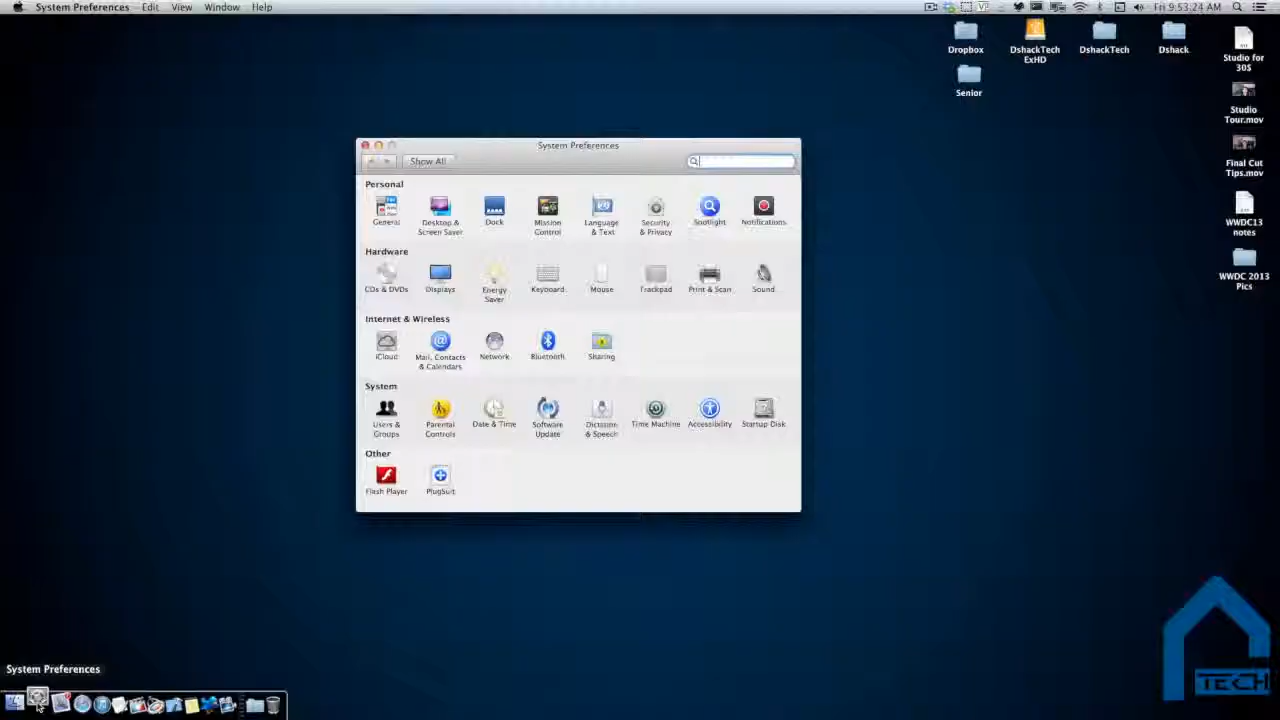 System Preferences Edit View Window Help
Fri 9:53:24 AM
Dropbox
DshackTech
ExHD
DshackTech
Dshack
Studio for
30$
Senior
Studio
Tour.mov
Final Cut
Tips.mov
WWDC13
notes
WWDC 2013
Pics
System Preferences
Show All
Personal
General
Desktop &
Screen Saver
Dock
Mission
Control
Language
& Text
Security
& Privacy
Spotlight
Notifications
Hardware
CDs & DVDs
Displays
Energy
Saver
Keyboard
Mouse
Trackpad
Print & Scan
Sound
Internet & Wireless
iCloud
Mail, Contacts
& Calendars
Network
Bluetooth
Sharing
System
Users &
Groups
Parental
Controls
Date & Time
Software
Update
Dictation
& Speech
Time Machine
Accessibility
Startup Disk
Other
Flash Player
PlugSuit
System Preferences
TECH